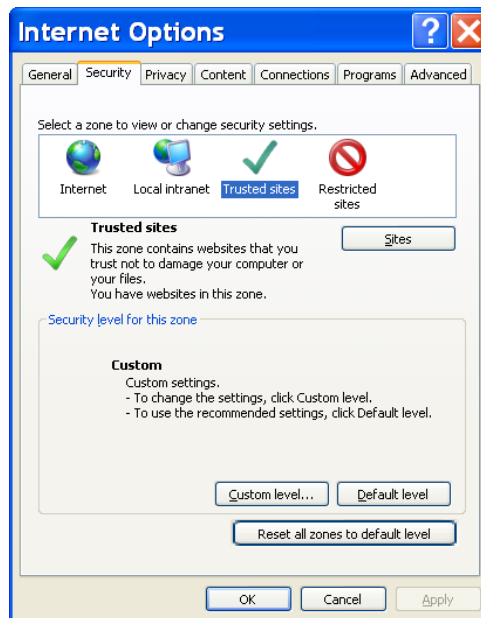 Internet Options
General Security Privacy Content Connections Programs Advanced
Select a zone to view or change security settings.
Internet Local intranet Trusted sites Restricted
sites
Trusted sites
Sites
This zone contains websites that you
trust not to damage your computer or
your files.
You have websites in this zone.
Security level for this zone
Custom
Custom settings.
- To change the settings, click Custom level.
- To use the recommended settings, click Default level.
Custom level... Default level
Reset all zones to default level
OK Cancel Apply